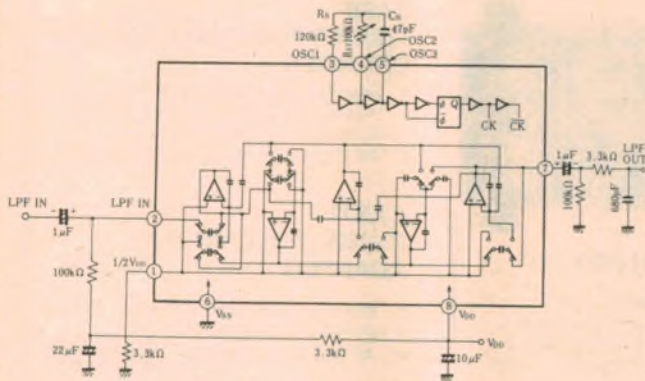 Rs
120kΩ
OSC1
100kΩ
Cs
47pF
OSC2
OSC3
3
4
5
d Q
d̅
CK
C̅K̅
7
1μF
3.3kΩ
LPF
OUT
100kΩ
680pF
LPF IN
1μF
LPF IN
2
1/2VDD
1
100kΩ
6
VSS
8
VDD
22μF
3.3kΩ
3.3kΩ
VDD
10μF